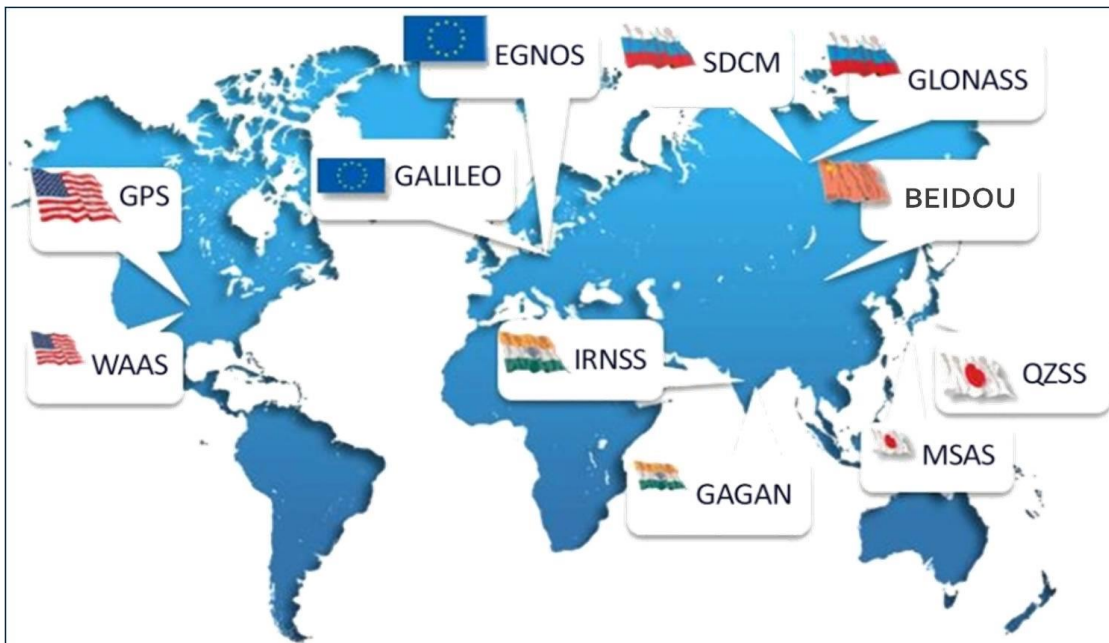 EGNOS
SDCM
GLONASS
GALILEO
GPS
BEIDOU
WAAS
IRNSS
QZSS
MSAS
GAGAN